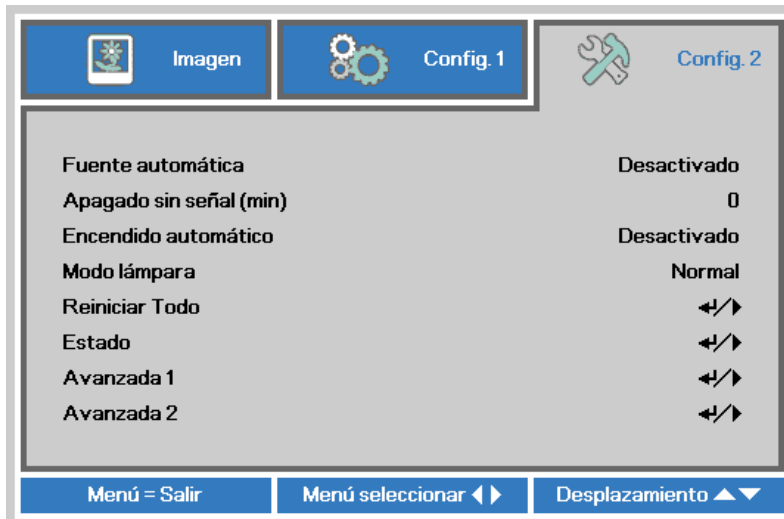 Imagen Config. 1 Config. 2
Fuente automática Desactivado
Apagado sin señal (min) 0
Encendido automático Desactivado
Modo lámpara Normal
Reiniciar Todo ↵/▶
Estado ↵/▶
Avanzada 1 ↵/▶
Avanzada 2 ↵/▶
Menú = Salir Menú seleccionar ◀▶ Desplazamiento ▲▼